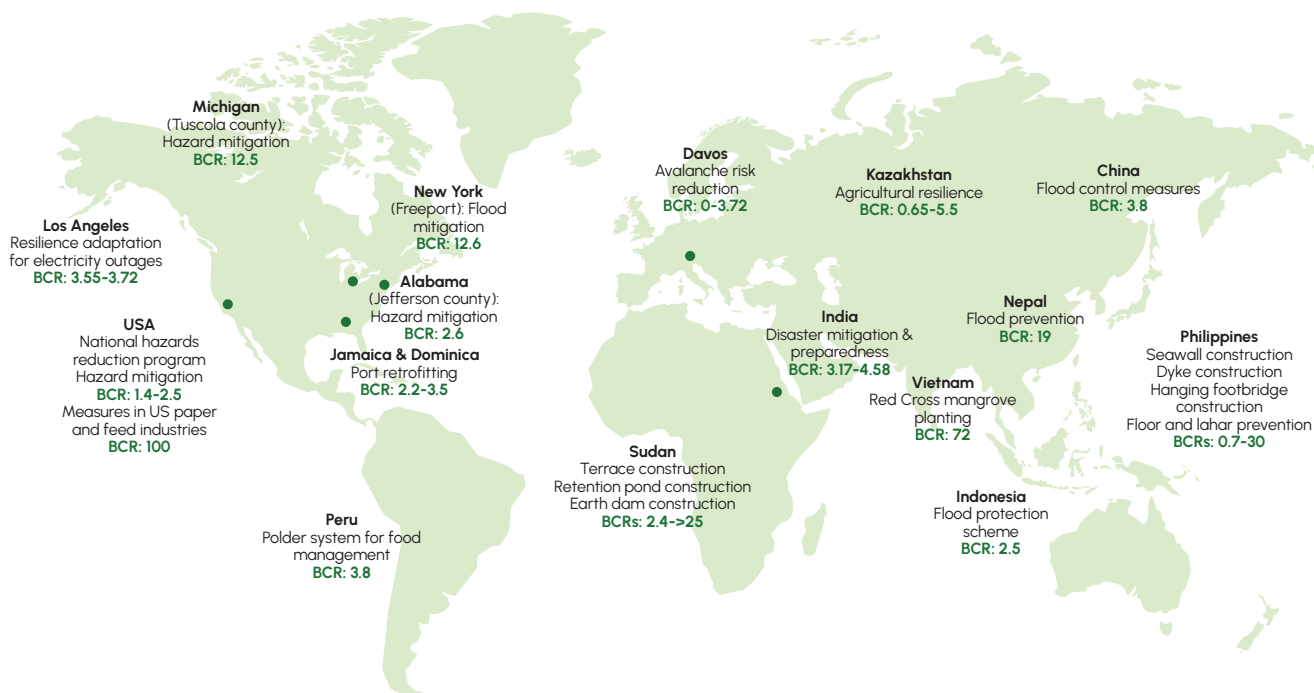 Michigan
(Tuscola county):
Hazard mitigation
BCR: 12.5
New York
(Freeport): Flood
mitigation
BCR: 12.6
Los Angeles
Resilience adaptation
for electricity outages
BCR: 3.55-3.72
Alabama
(Jefferson county):
Hazard mitigation
BCR: 2.6
USA
National hazards
reduction program
Hazard mitigation
BCR: 1.4-2.5
Measures in US paper
and feed industries
BCR: 100
Jamaica & Dominica
Port retrofitting
BCR: 2.2-3.5
Peru
Polder system for food
management
BCR: 3.8
Davos
Avalanche risk
reduction
BCR: 0-3.72
Kazakhstan
Agricultural resilience
BCR: 0.65-5.5
China
Flood control measures
BCR: 3.8
India
Disaster mitigation &
preparedness
BCR: 3.17-4.58
Nepal
Flood prevention
BCR: 19
Philippines
Seawall construction
Dyke construction
Hanging footbridge
construction
Floor and lahar prevention
BCRs: 0.7-30
Vietnam
Red Cross mangrove
planting
BCR: 72
Sudan
Terrace construction
Retention pond construction
Earth dam construction
BCRs: 2.4->25
Indonesia
Flood protection
scheme
BCR: 2.5